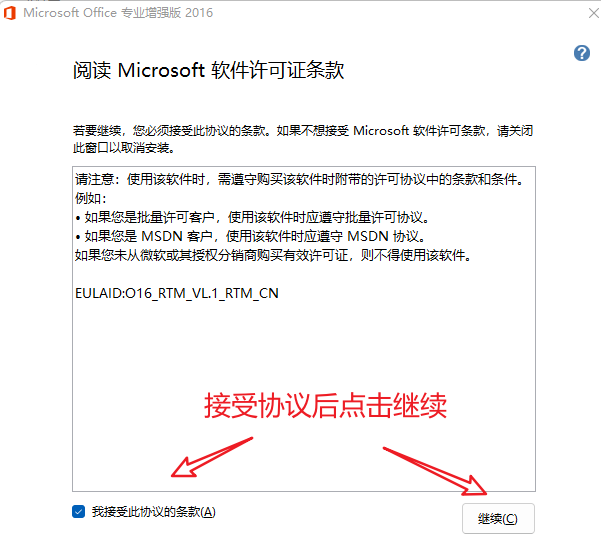 Microsoft Office 专业增强版 2016
阅读 Microsoft 软件许可证条款
若要继续，您必须接受此协议的条款。如果不想接受 Microsoft 软件许可条款，请关闭
此窗口以取消安装。
请注意：使用该软件时，需遵守购买该软件时附带的许可协议中的条款和条件。
例如：
• 如果您是批量许可客户，使用该软件时应遵守批量许可协议。
• 如果您是 MSDN 客户，使用该软件时应遵守 MSDN 协议。
如果您未从微软或其授权分销商购买有效许可证，则不得使用该软件。
EULAID:O16_RTM_VL.1_RTM_CN
接受协议后点击继续
我接受此协议的条款(A)
继续(C)